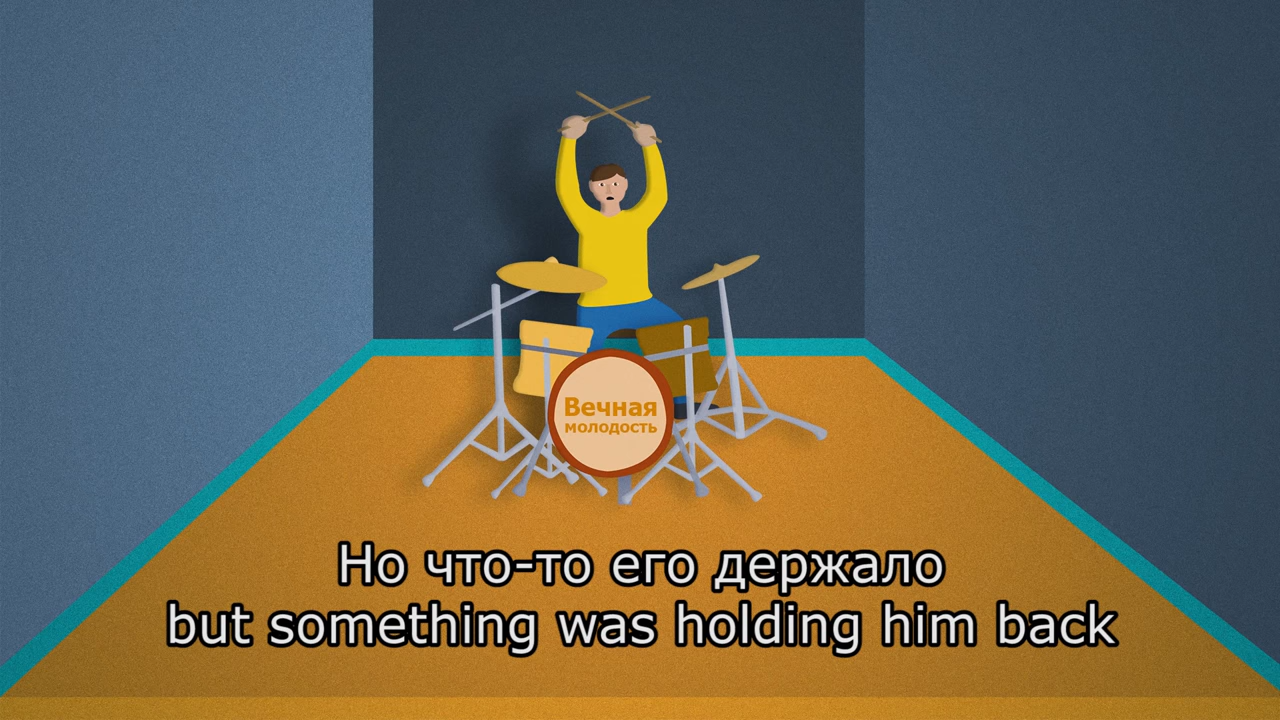 Вечная
молодость
Но что-то его держало
but something was holding him back